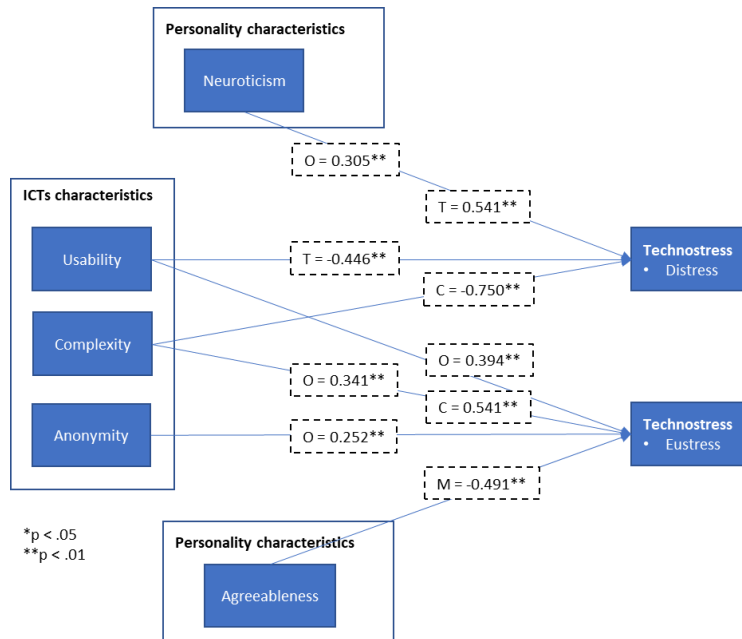 Personality characteristics
Neuroticism
O = 0.305**
T = 0.541**
ICTs characteristics
Usability
Complexity
Anonymity
T = -0.446**
C = -0.750**
O = 0.394**
O = 0.341**
C = 0.541**
O = 0.252**
M = -0.491**
Technostress
• Distress
Technostress
• Eustress
*p < .05
**p < .01
Personality characteristics
Agreeableness